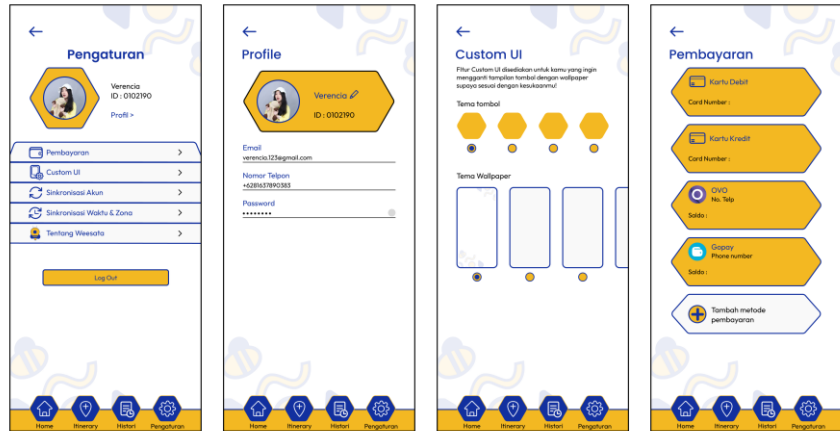 Pengaturan
Verencia
ID : 0102190
Profil >
Pembayaran >
Custom UI >
Sinkronisasi Akun >
Sinkronisasi Waktu & Zona >
Tentang Weesata >
Log Out
Home Itinerary Histori Pengaturan
Profile
Verencia
ID : 0102190
Email
verencia.123@gmail.com
Nomor Telpon
+6281637890383
Password
••••••••
Home Itinerary Histori Pengaturan
Custom UI
Fitur Custom UI disediakan untuk kamu yang ingin
mengganti tampilan tombol dengan wallpaper
supaya sesuai dengan kesukaanmu!
Tema tombol
Tema Wallpaper
Home Itinerary Histori Pengaturan
Pembayaran
Kartu Debit
Card Number :
Kartu Kredit
Card Number :
OVO
No. Telp
Saldo :
Gopay
Phone number
Saldo :
Tambah metode
pembayaran
Home Itinerary Histori Pengaturan